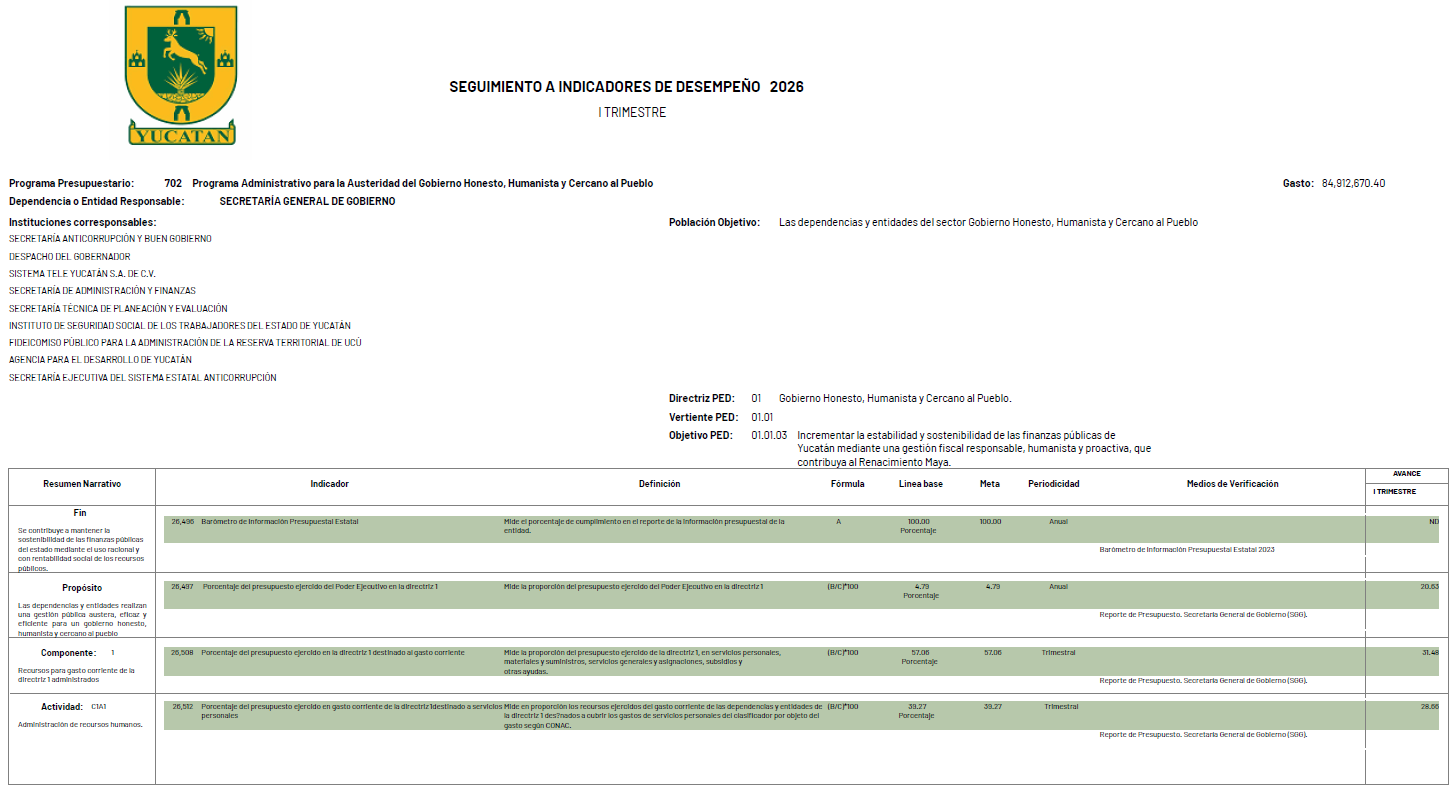 YUCATAN
SEGUIMIENTO A INDICADORES DE DESEMPEÑO 2026
I TRIMESTRE
Programa Presupuestario: 702 Programa Administrativo para la Austeridad del Gobierno Honesto, Humanista y Cercano al Pueblo
Gasto: 84,912,670.40
Dependencia o Entidad Responsable: SECRETARÍA GENERAL DE GOBIERNO
Instituciones corresponsables:
SECRETARÍA ANTICORRUPCIÓN Y BUEN GOBIERNO
DESPACHO DEL GOBERNADOR
SISTEMA TELE YUCATÁN S.A. DE C.V.
SECRETARÍA DE ADMINISTRACIÓN Y FINANZAS
SECRETARÍA TÉCNICA DE PLANEACIÓN Y EVALUACIÓN
INSTITUTO DE SEGURIDAD SOCIAL DE LOS TRABAJADORES DEL ESTADO DE YUCATÁN
FIDEICOMISO PÚBLICO PARA LA ADMINISTRACIÓN DE LA RESERVA TERRITORIAL DE UCÚ
AGENCIA PARA EL DESARROLLO DE YUCATÁN
SECRETARÍA EJECUTIVA DEL SISTEMA ESTATAL ANTICORRUPCIÓN
Población Objetivo: Las dependencias y entidades del sector Gobierno Honesto, Humanista y Cercano al Pueblo
Directriz PED: 01 Gobierno Honesto, Humanista y Cercano al Pueblo.
Vertiente PED: 01.01
Objetivo PED: 01.01.03 Incrementar la estabilidad y sostenibilidad de las finanzas públicas de
Yucatán mediante una gestión fiscal responsable, humanista y proactiva, que
contribuya al Renacimiento Maya.
Resumen Narrativo Indicador Definición Fórmula Linea base Meta Periodicidad Medios de Verificación AVANCE
I TRIMESTRE
Fin
Se contribuye a mantener la
sostenibilidad de las finanzas públicas
del estado mediante el uso racional y
con rentabilidad social de los recursos
públicos.
26,496 Barómetro de Información Presupuestal Estatal
Mide el porcentaje de cumplimiento en el reporte de la información presupuestal de la
entidad.
A
100.00
Porcentaje
100.00
Anual
Barómetro de Información Presupuestal Estatal 2023
ND
Propósito
Las dependencias y entidades realizan
una gestión pública austera, eficaz y
eficiente para un gobierno honesto,
humanista y cercano al pueblo
26,497 Porcentaje del presupuesto ejercido del Poder Ejecutivo en la directriz 1
Mide la proporción del presupuesto ejercido del Poder Ejecutivo en la directriz 1
(B/C)*100
4.79
Porcentaje
4.79
Anual
Reporte de Presupuesto. Secretaría General de Gobierno (SGG).
20.63
Componente: 1
Recursos para gasto corriente de la
directriz 1 administrados
26,508 Porcentaje del presupuesto ejercido en la directriz 1 destinado al gasto corriente
Mide la proporción del presupuesto ejercido de la directriz 1, en servicios personales,
materiales y suministros, servicios generales y asignaciones, subsidios y
otras ayudas.
(B/C)*100
57.06
Porcentaje
57.06
Trimestral
Reporte de Presupuesto. Secretaría General de Gobierno (SGG).
31.48
Actividad: C1A1
Administración de recursos humanos.
26,512 Porcentaje del presupuesto ejercido en gasto corriente de la directriz 1destinado a servicios
personales
Mide en proporción los recursos ejercidos del gasto corriente de las dependencias y entidades de
la directriz 1 des?nados a cubrir los gastos de servicios personales del clasificador por objeto del
gasto según CONAC.
(B/C)*100
39.27
Porcentaje
39.27
Trimestral
Reporte de Presupuesto. Secretaría General de Gobierno (SGG).
28.66